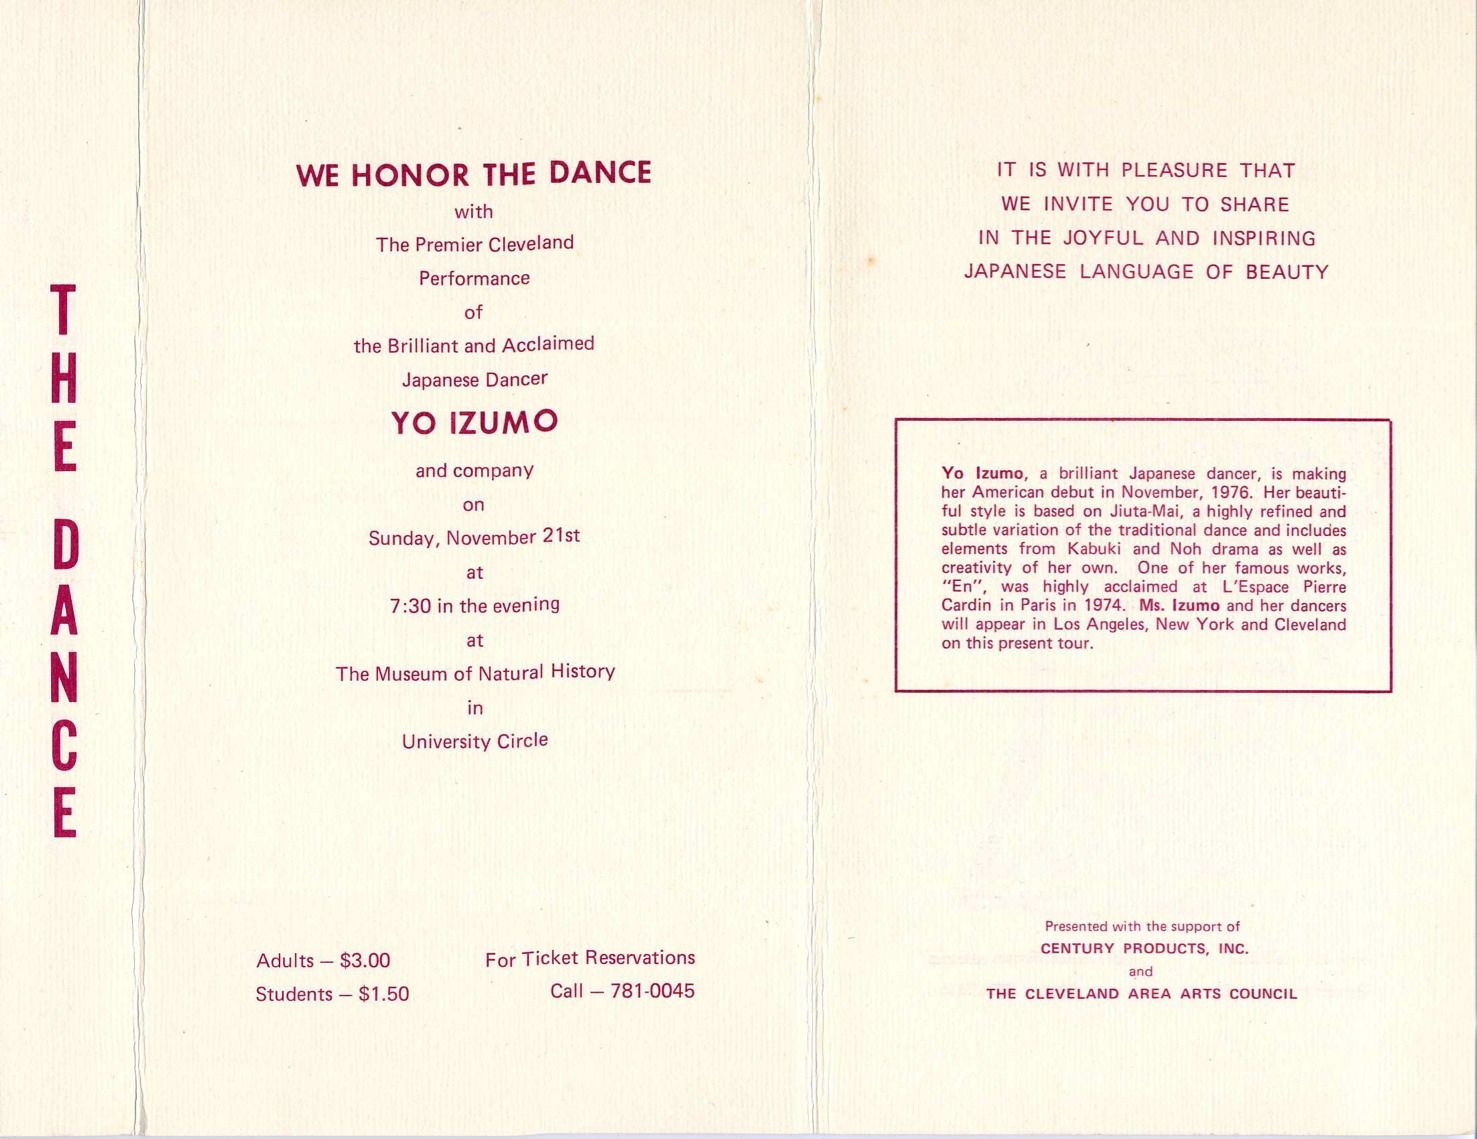 THE DANCE
WE HONOR THE DANCE
with
The Premier Cleveland
Performance
of
the Brilliant and Acclaimed
Japanese Dancer
YO IZUMO
and company
on
Sunday, November 21st
at
7:30 in the evening
at
The Museum of Natural History
in
University Circle
Adults — $3.00
Students — $1.50
For Ticket Reservations
Call — 781-0045
IT IS WITH PLEASURE THAT
WE INVITE YOU TO SHARE
IN THE JOYFUL AND INSPIRING
JAPANESE LANGUAGE OF BEAUTY
Yo Izumo, a brilliant Japanese dancer, is making
her American debut in November, 1976. Her beauti-
ful style is based on Jiuta-Mai, a highly refined and
subtle variation of the traditional dance and includes
elements from Kabuki and Noh drama as well as
creativity of her own. One of her famous works,
"En", was highly acclaimed at L'Espace Pierre
Cardin in Paris in 1974. Ms. Izumo and her dancers
will appear in Los Angeles, New York and Cleveland
on this present tour.
Presented with the support of
CENTURY PRODUCTS, INC.
and
THE CLEVELAND AREA ARTS COUNCIL